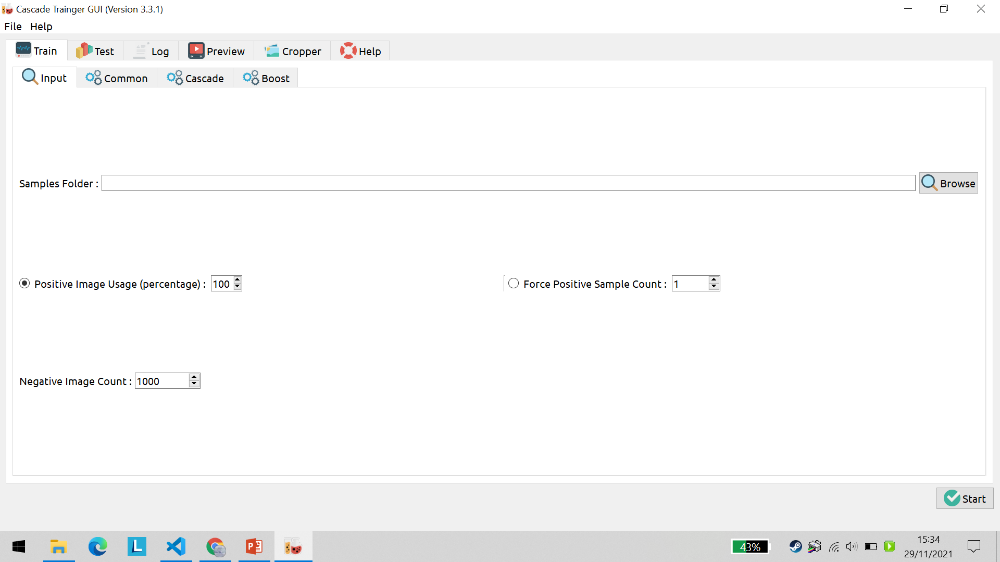 Cascade Trainger GUI (Version 3.3.1)
File Help
Train Test Log Preview Cropper Help
Input Common Cascade Boost
Samples Folder : Browse
Positive Image Usage (percentage) : 100 Force Positive Sample Count : 1
Negative Image Count : 1000
Start
L P 43% 15:34
29/11/2021